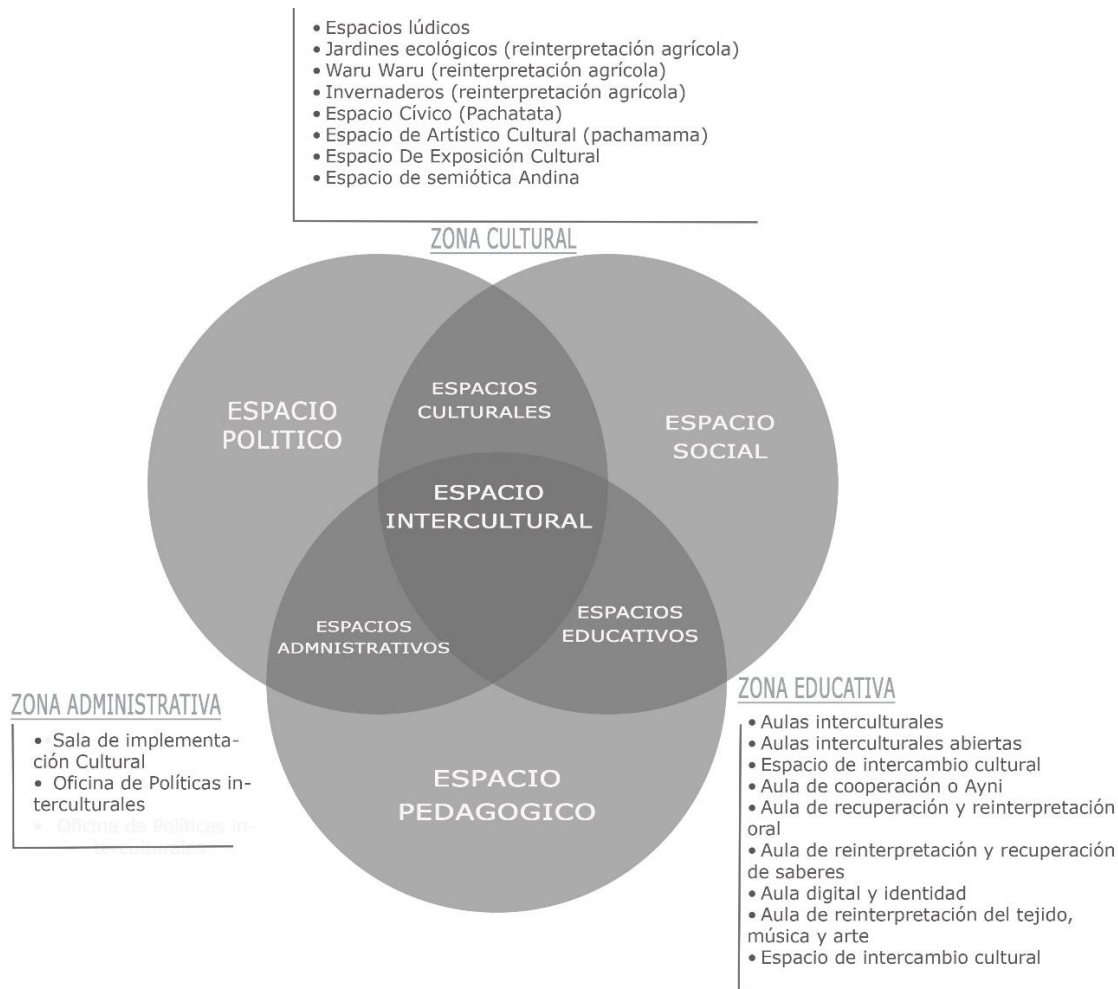 • Espacios lúdicos
• Jardines ecológicos (reinterpretación agrícola)
• Waru Waru (reinterpretación agrícola)
• Invernaderos (reinterpretación agrícola)
• Espacio Cívico (Pachatata)
• Espacio de Artístico Cultural (pachamama)
• Espacio De Exposición Cultural
• Espacio de semiótica Andina
ZONA CULTURAL
ESPACIOS
CULTURALES
ESPACIO
POLITICO
ESPACIO
SOCIAL
ESPACIO
INTERCULTURAL
ESPACIOS
ADMNISTRATIVOS
ESPACIOS
EDUCATIVOS
ESPACIO
PEDAGOGICO
ZONA ADMINISTRATIVA
• Sala de implementa-
ción Cultural
• Oficina de Políticas in-
terculturales
• Oficina de Políticas in-
terculturales
ZONA EDUCATIVA
• Aulas interculturales
• Aulas interculturales abiertas
• Espacio de intercambio cultural
• Aula de cooperación o Ayni
• Aula de recuperación y reinterpretación
oral
• Aula de reinterpretación y recuperación
de saberes
• Aula digital y identidad
• Aula de reinterpretación del tejido,
música y arte
• Espacio de intercambio cultural